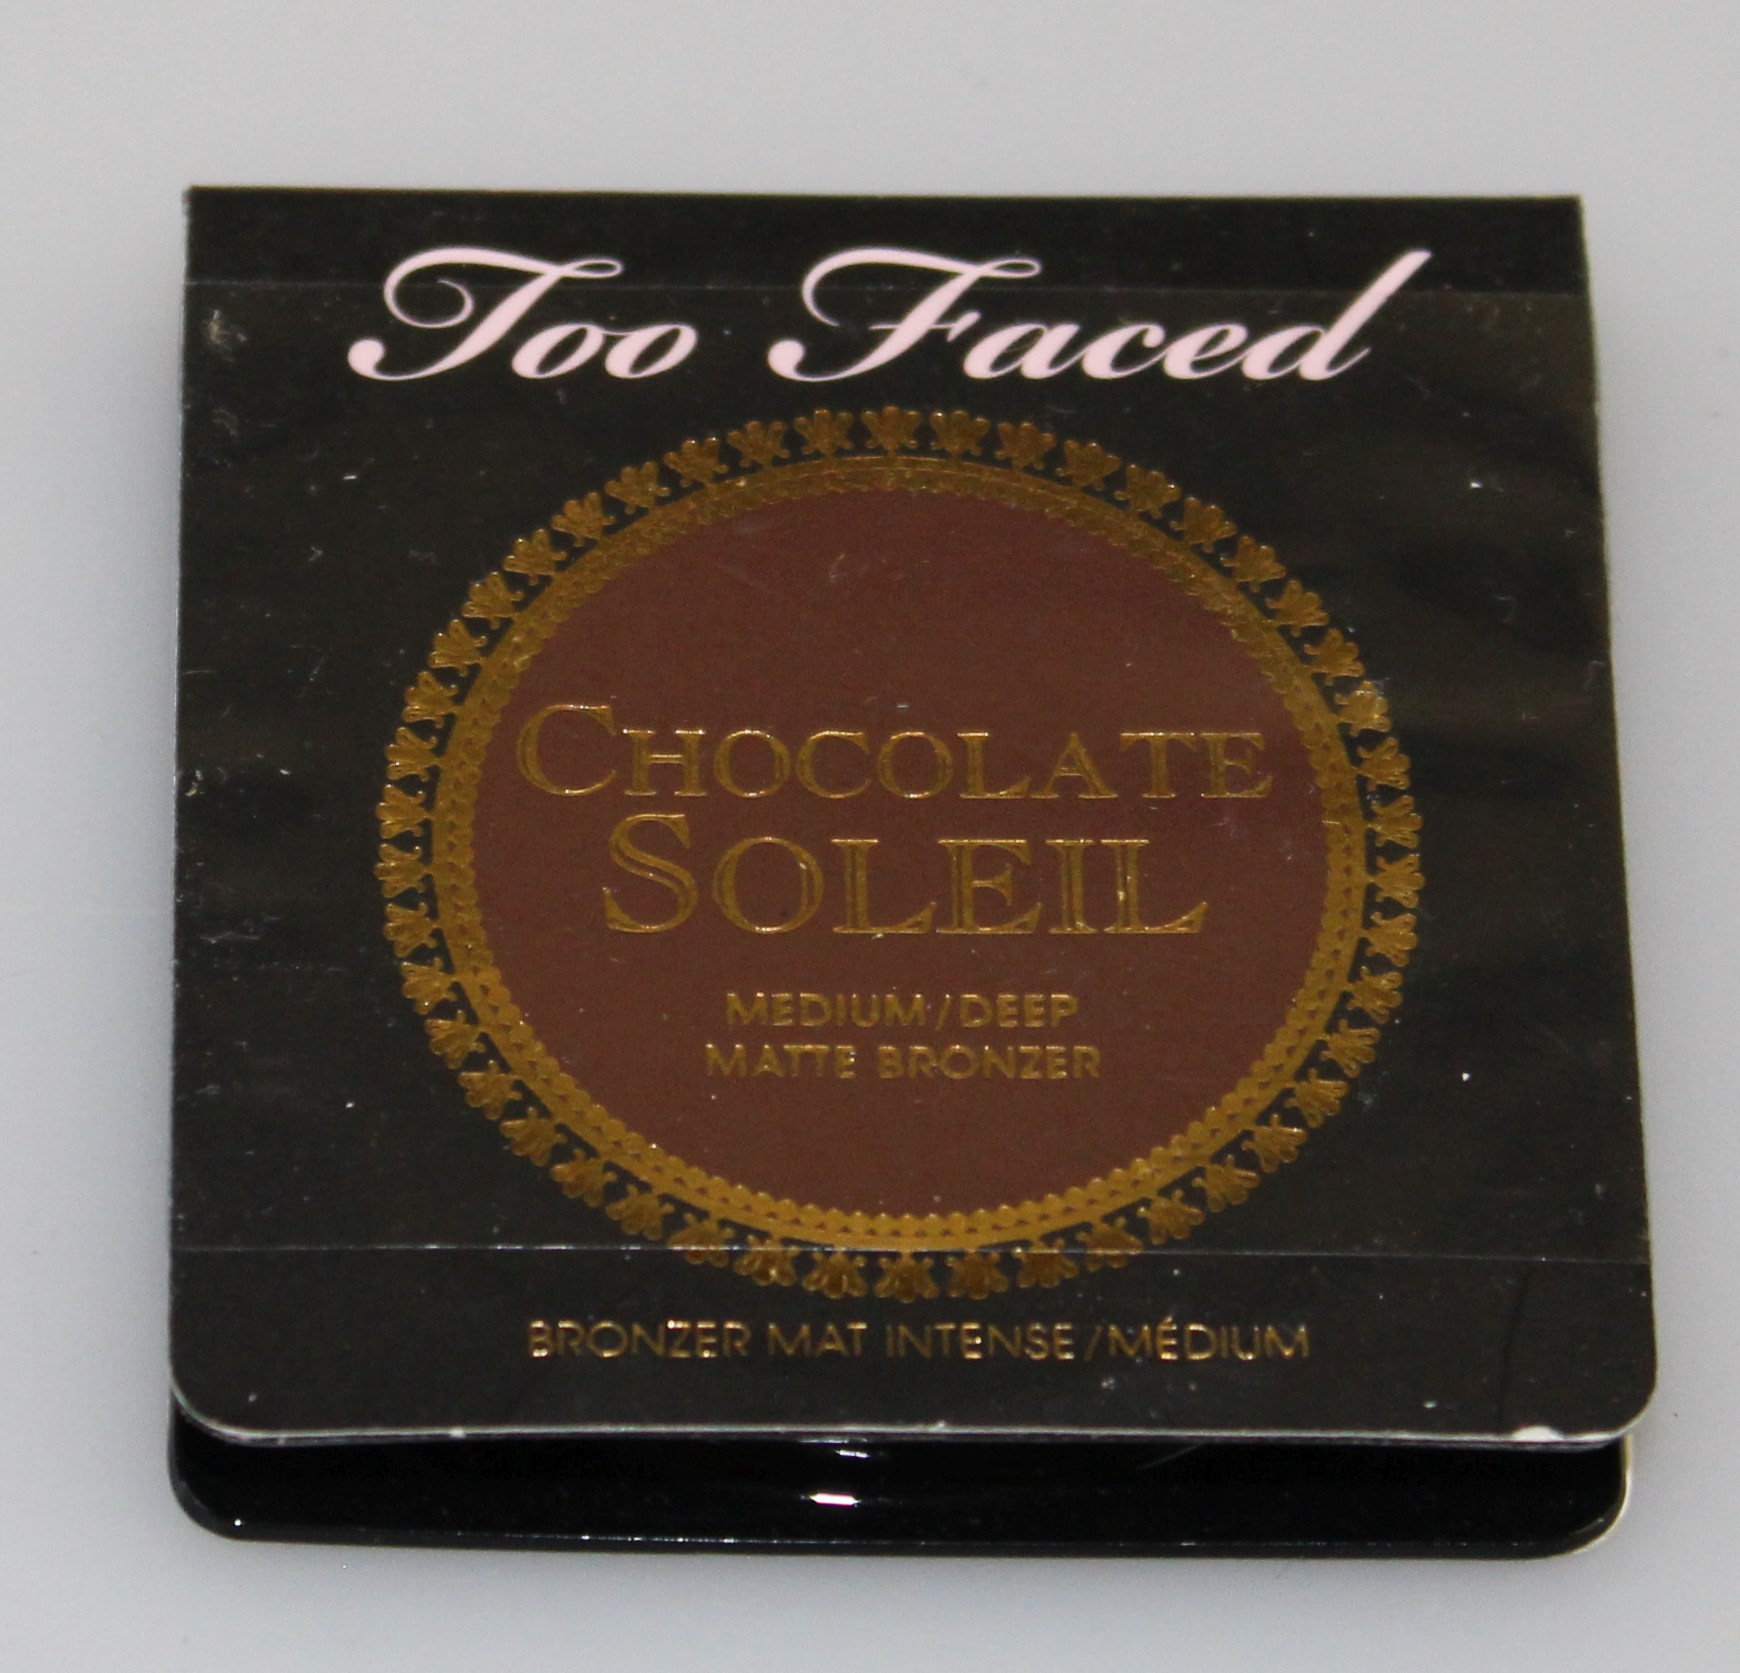 Too Faced
CHOCOLATE
SOLEIL
MEDIUM/DEEP
MATTE BRONZER
BRONZER MAT INTENSE/MÉDIUM